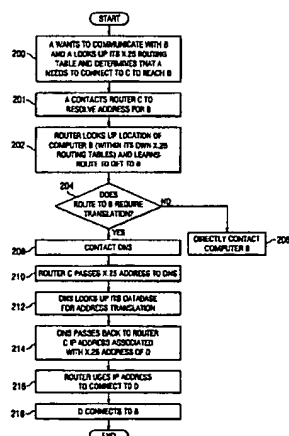 START
200
A WANTS TO COMMUNICATE WITH B
AND A LOOKS UP ITS X.25 ROUTING
TABLE AND DETERMINES THAT A
NEEDS TO CONNECT TO C TO REACH B
201
A CONTACTS ROUTER C TO
RESOLVE ADDRESS FOR B
202
ROUTER LOOKS UP LOCATION OF
COMPUTER B (WITHIN ITS OWN X.25
ROUTING TABLES) AND LEARNS
ROUTE TO GET TO B
204
DOES
ROUTE TO B REQUIRE
TRANSLATION?
NO
YES
DIRECTLY CONTACT
COMPUTER B
206
208
CONTACT DNS
210
ROUTER C PASSES X.25 ADDRESS TO DNS
212
DNS LOOKS UP ITS DATABASE
FOR ADDRESS TRANSLATION
214
DNS PASSES BACK TO ROUTER
C IP ADDRESS ASSOCIATED
WITH X.25 ADDRESS OF D
215
ROUTER USES IP ADDRESS
TO CONNECT TO D
216
D CONNECTS TO B
END